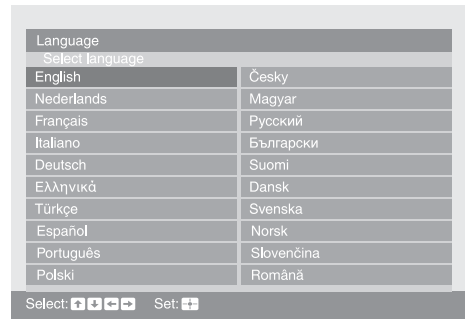 Language
Select language
English Česky
Nederlands Magyar
Français Русский
Italiano Български
Deutsch Suomi
Ελληνικά Dansk
Türkçe Svenska
Español Norsk
Português Slovenčina
Polski Română
Select: ↑ ↓ ← → Set: